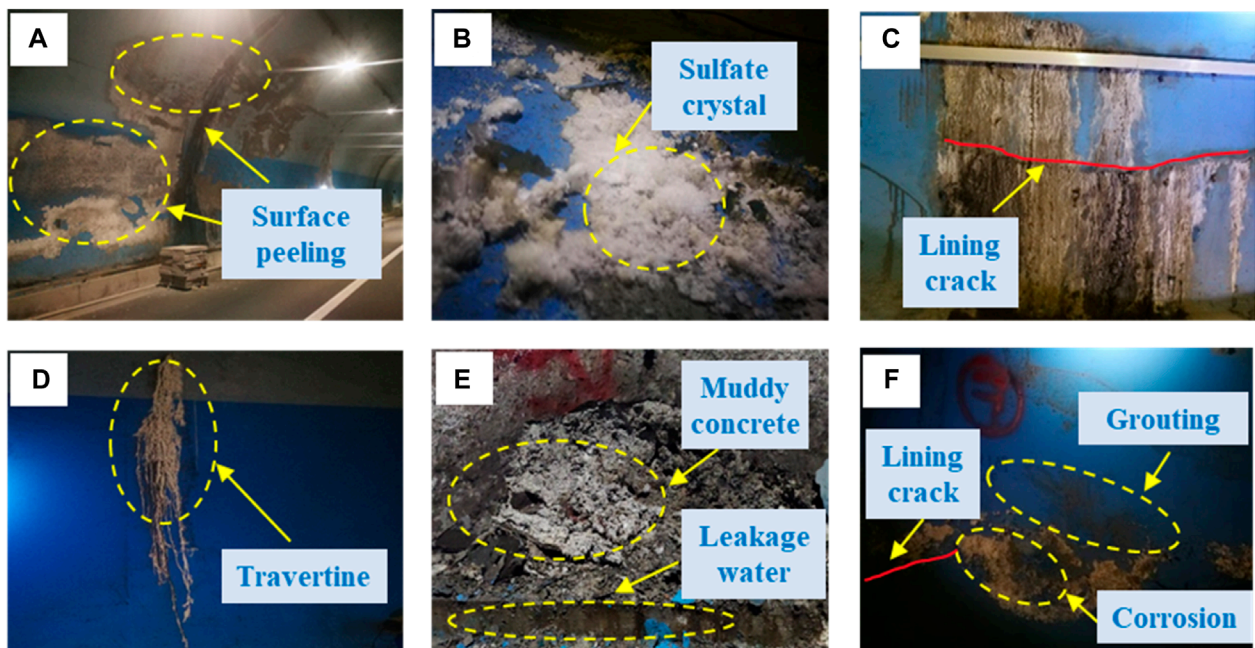 A
Surface
peeling
B
Sulfate
crystal
C
Lining
crack
D
Travertine
E
Muddy
concrete
Leakage
water
F
Grouting
Lining
crack
Corrosion